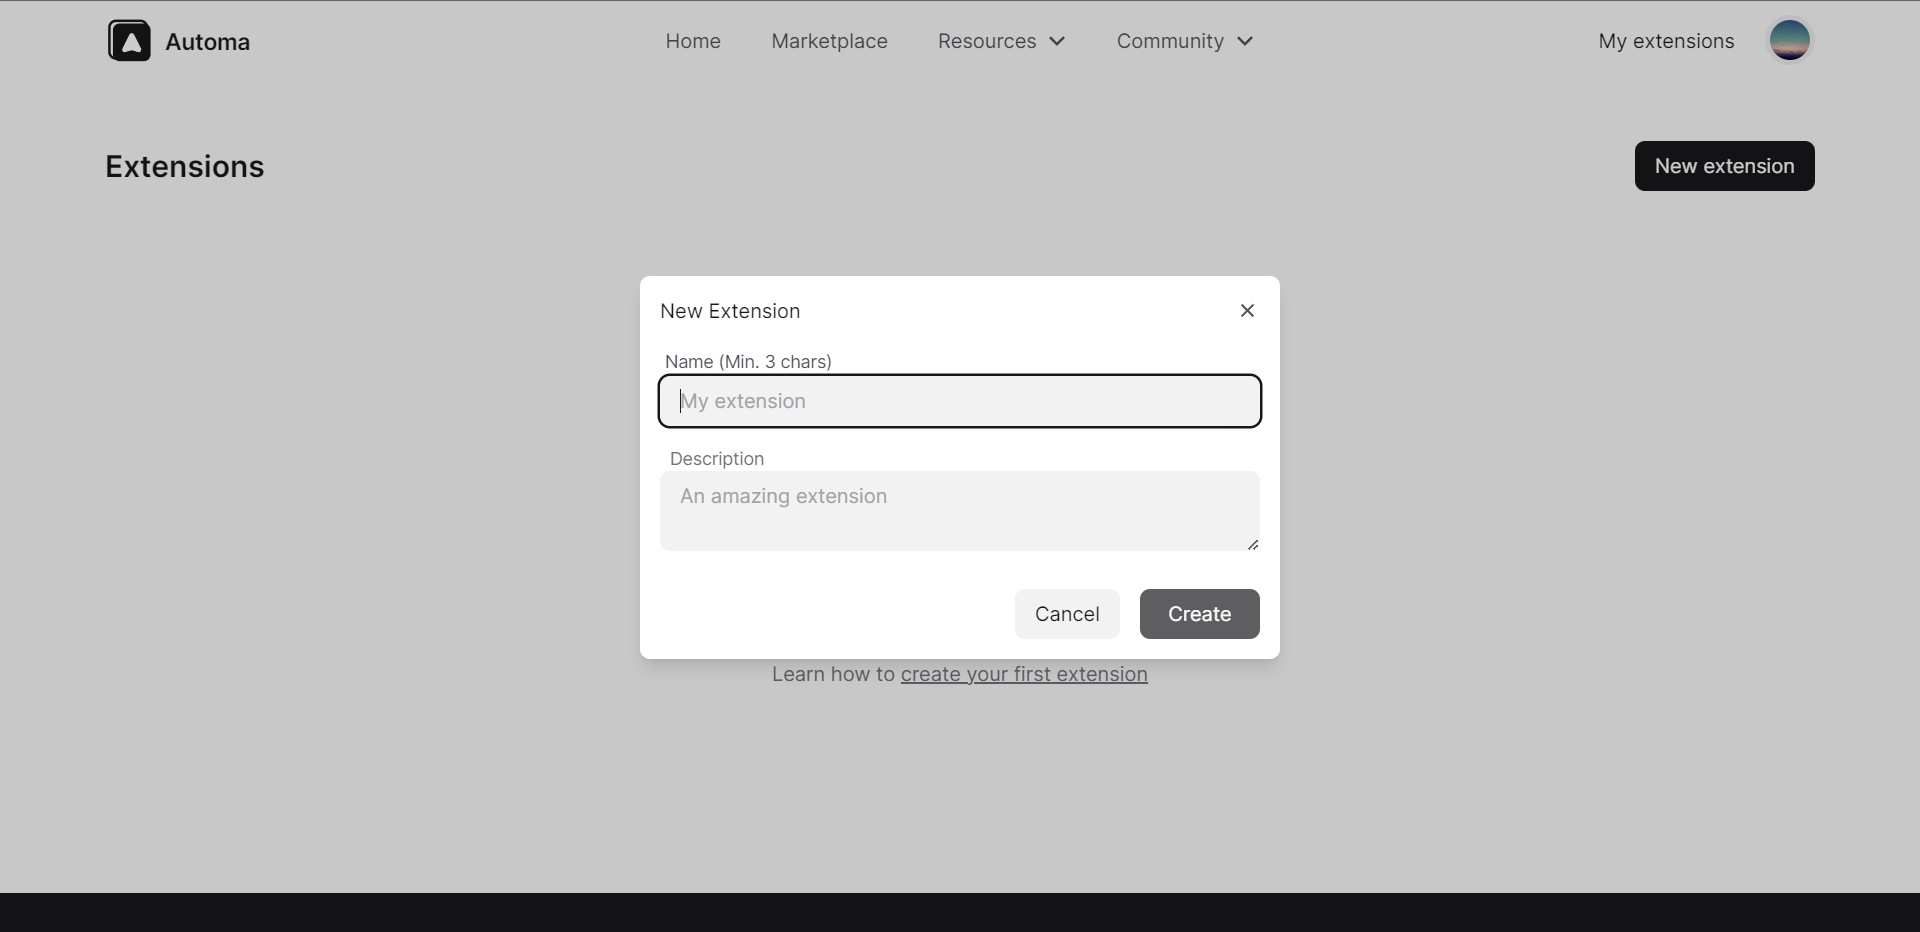 Automa
Home
Marketplace
Resources
Community
My extensions
Extensions
New extension
New Extension
Name (Min. 3 chars)
My extension
Description
An amazing extension
Cancel
Create
Learn how to create your first extension